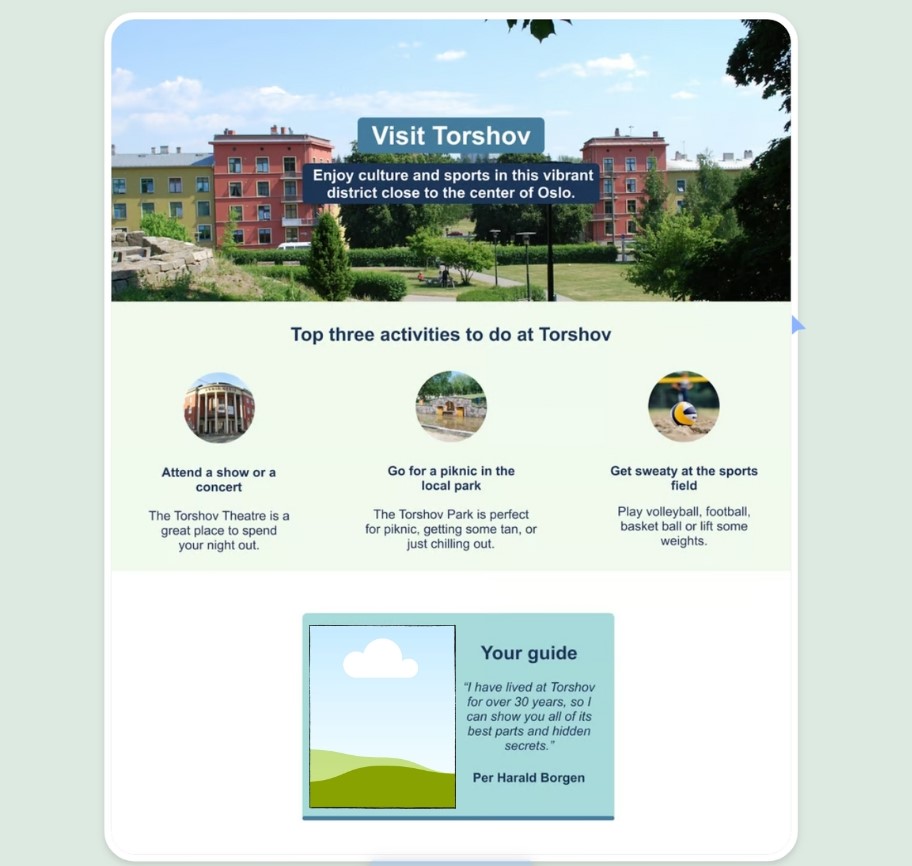 Visit Torshov
Enjoy culture and sports in this vibrant
district close to the center of Oslo.
Top three activities to do at Torshov
Attend a show or a
concert
The Torshov Theatre is a
great place to spend
your night out.
Go for a piknic in the
local park
The Torshov Park is perfect
for piknic, getting some tan, or
just chilling out.
Get sweaty at the sports
field
Play volleyball, football,
basket ball or lift some
weights.
Your guide
“I have lived at Torshov
for over 30 years, so I
can show you all of its
best parts and hidden
secrets.”
Per Harald Borgen